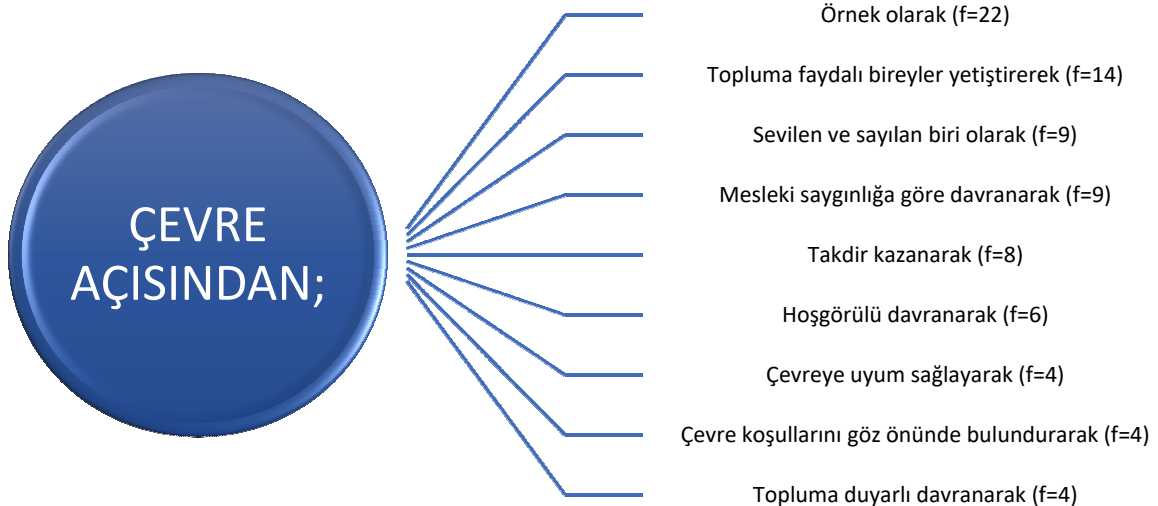 ÇEVRE
AÇISINDAN;
Örnek olarak (f=22)
Topluma faydalı bireyler yetiştirerek (f=14)
Sevilen ve sayılan biri olarak (f=9)
Mesleki saygınlığa göre davranarak (f=9)
Takdir kazanarak (f=8)
Hoşgörülü davranarak (f=6)
Çevreye uyum sağlayarak (f=4)
Çevre koşullarını göz önünde bulundurarak (f=4)
Topluma duyarlı davranarak (f=4)